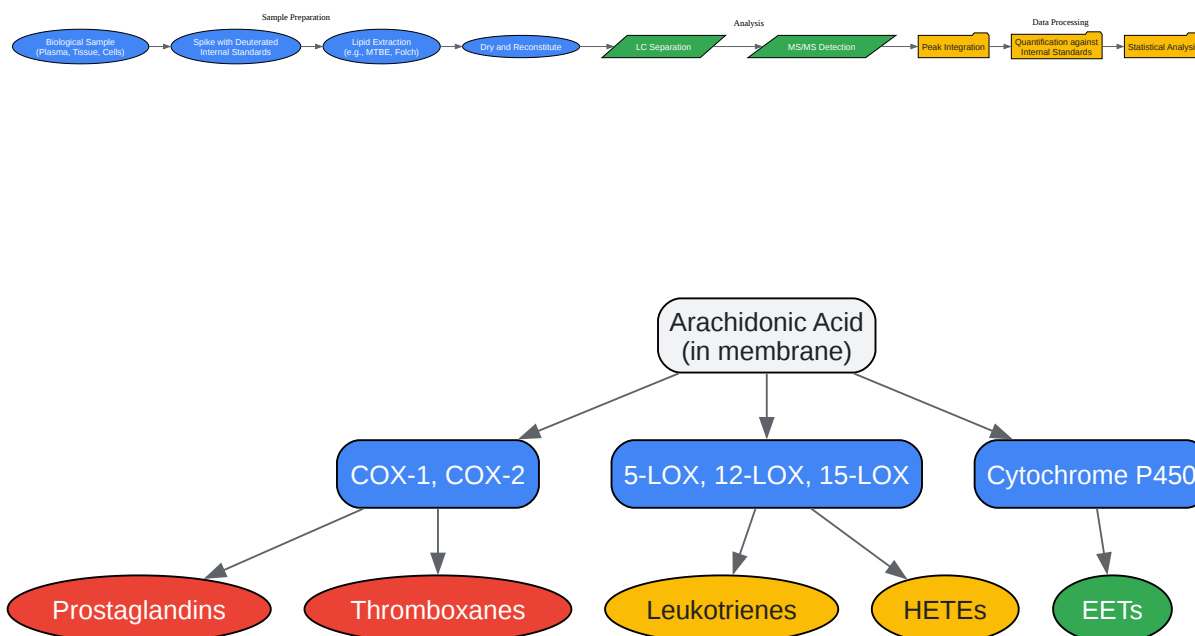 Sample Preparation
Analysis
Data Processing
Biological Sample
(Plasma, Tissue, Cells)
Spike with Deuterated
Internal Standards
Lipid Extraction
(e.g., MTBE, Folch)
Dry and Reconstitute
LC Separation
MS/MS Detection
Peak Integration
Quantification against
Internal Standards
Statistical Analysis
Arachidonic Acid
(in membrane)
COX-1, COX-2
5-LOX, 12-LOX, 15-LOX
Cytochrome P450
Prostaglandins
Thromboxanes
Leukotrienes
HETEs
EETs